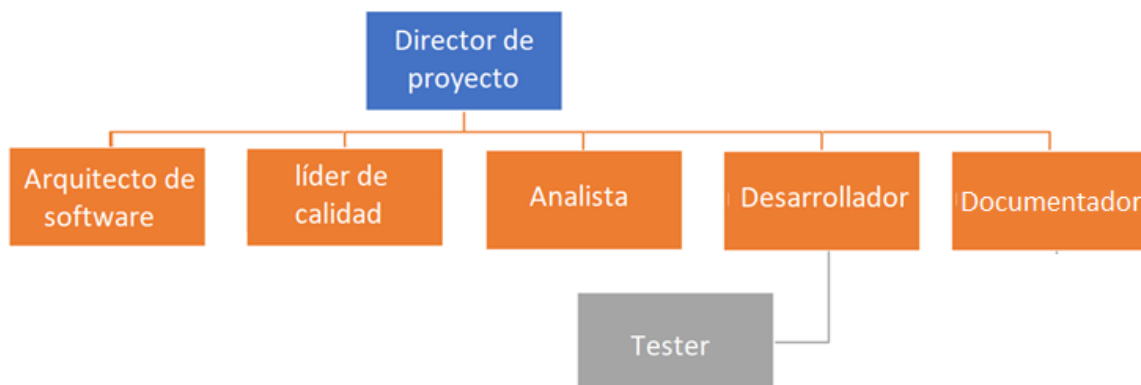 Director de
proyecto
Arquitecto de
software
líder de
calidad
Analista
Desarrollador
Documentador
Tester